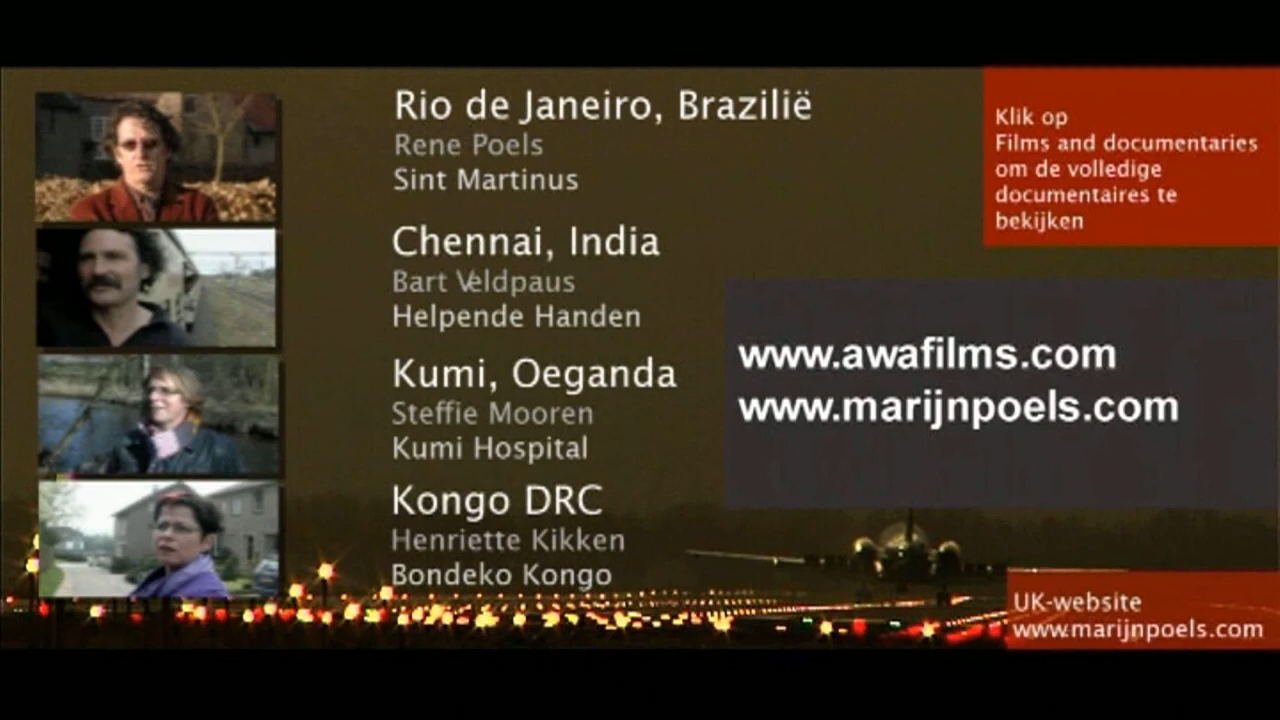 Rio de Janeiro, Brazilië
Rene Poels
Sint Martinus
Chennai, India
Bart Veldpaus
Helpende Handen
Kumi, Oeganda
Steffie Mooren
Kumi Hospital
Kongo DRC
Henriette Kikken
Bondeko Kongo
Klik op
Films and documentaries
om de volledige
documentaires te
bekijken
www.awafilms.com
www.marijnpoels.com
UK-website
www.marijnpoels.com